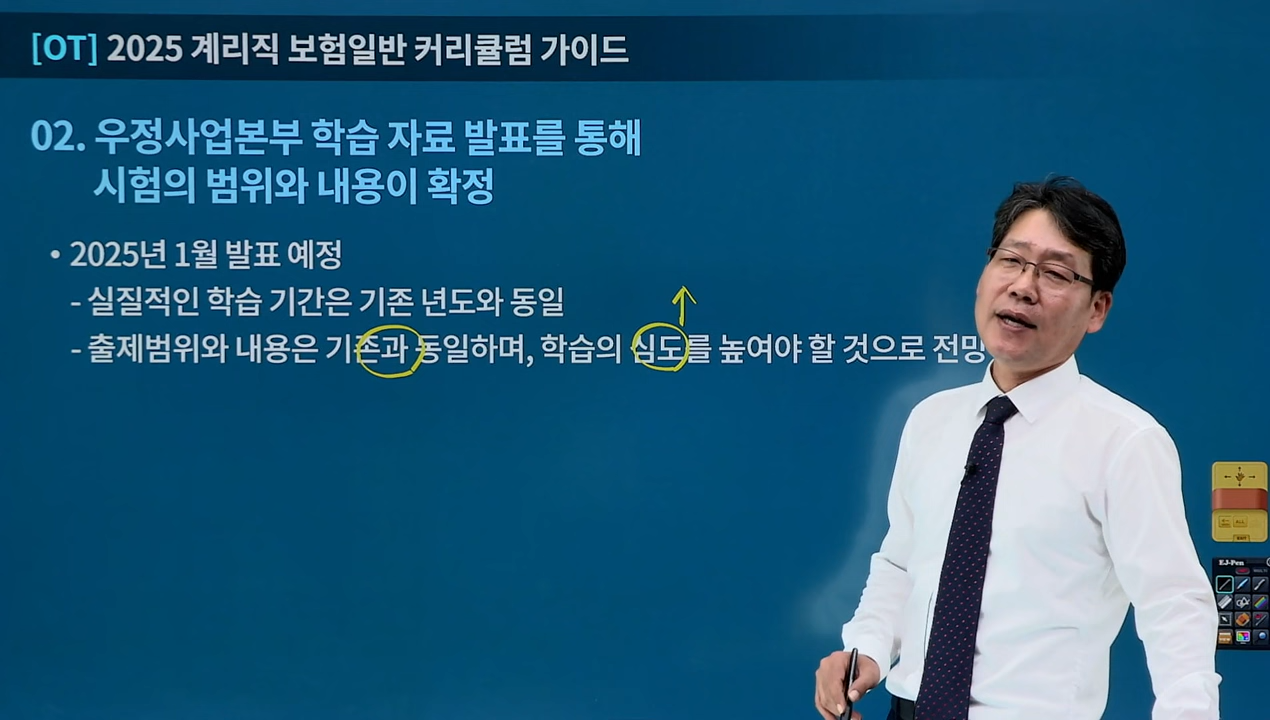 [OT] 2025 계리직 보험일반 커리큘럼 가이드
02. 우정사업본부 학습 자료 발표를 통해
시험의 범위와 내용이 확정
• 2025년 1월 발표 예정
- 실질적인 학습 기간은 기존 년도와 동일
- 출제범위와 내용은 기존과 동일하며, 학습의 심도를 높여야 할 것으로 전망
EJ-Pen